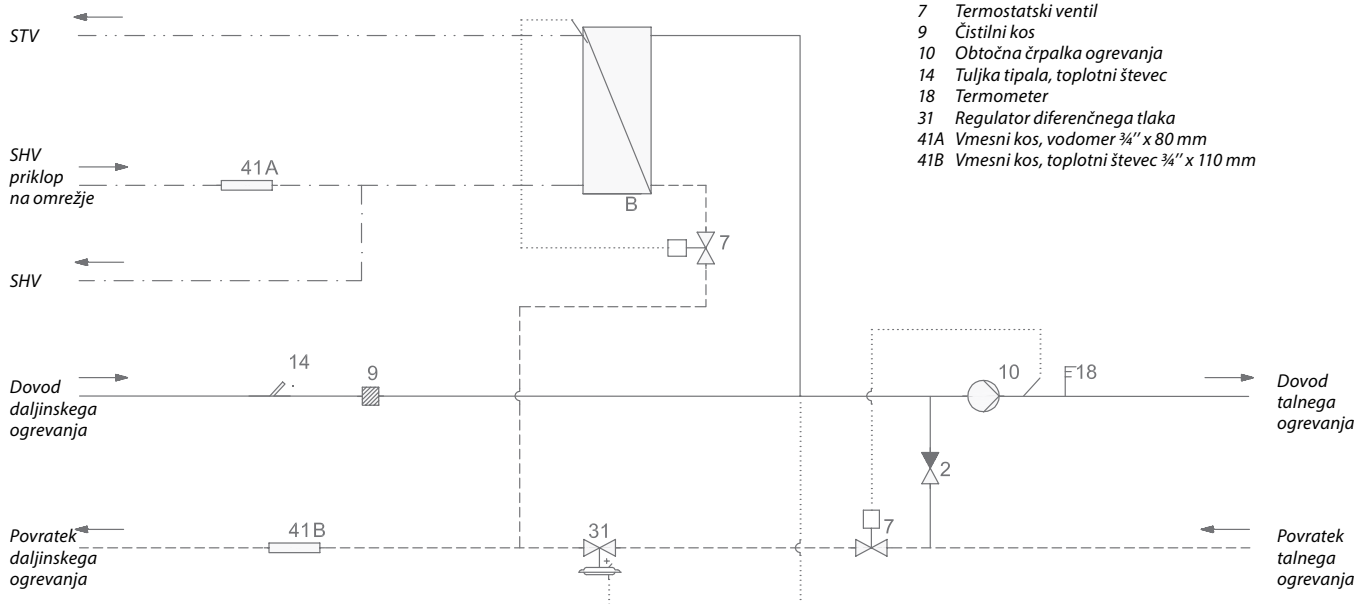 7 Termostatski ventil
9 Čistilni kos
10 Obtočna črpalka ogrevanja
14 Tuljka tipala, toplotni števec
18 Termometer
31 Regulator diferenčnega tlaka
41A Vmesni kos, vodomer ¾’’ x 80 mm
41B Vmesni kos, toplotni števec ¾’’ x 110 mm
STV
SHV
priklop
na omrežje
41A
B
7
SHV
14
9
10
18
Dovod
daljinskega
ogrevanja
Dovod
talnega
ogrevanja
2
Povratek
daljinskega
ogrevanja
41B
31
7
Povratek
talnega
ogrevanja